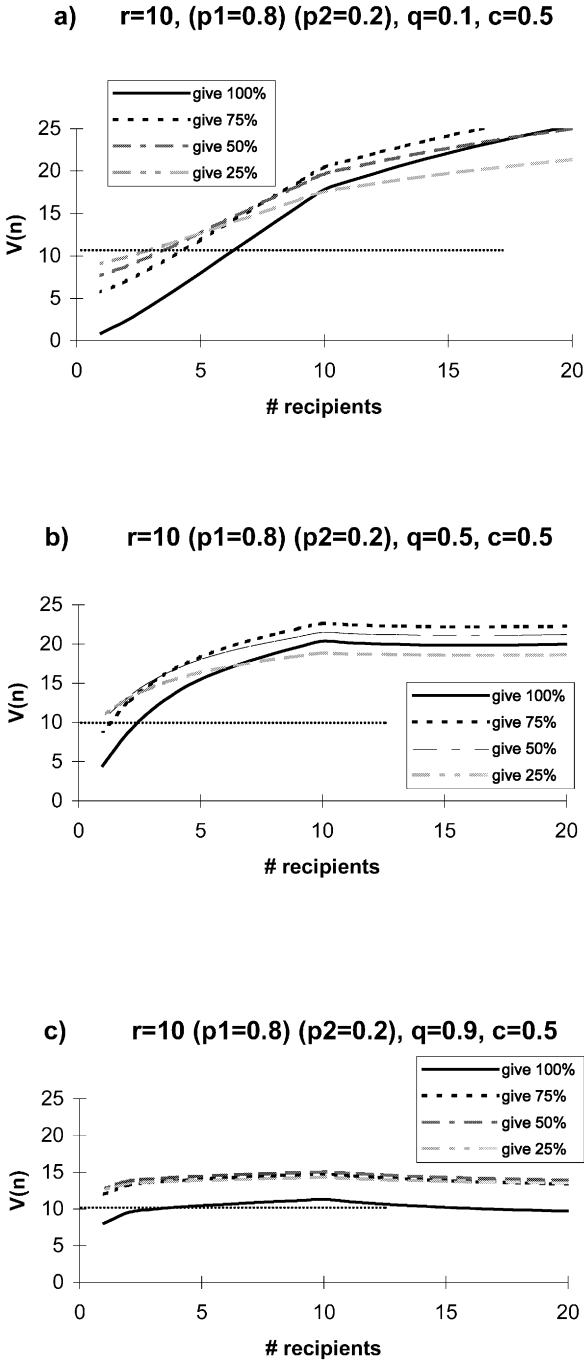 a) r=10, (p1=0.8) (p2=0.2), q=0.1, c=0.5
give 100%
give 75%
give 50%
give 25%
25
20
15
10
5
0
V(n)
0 5 10 15 20
# recipients
b) r=10 (p1=0.8) (p2=0.2), q=0.5, c=0.5
25
20
15
10
5
0
V(n)
give 100%
give 75%
give 50%
give 25%
0 5 10 15 20
# recipients
c) r=10 (p1=0.8) (p2=0.2), q=0.9, c=0.5
give 100%
give 75%
give 50%
give 25%
25
20
15
10
5
0
V(n)
0 5 10 15 20
# recipients